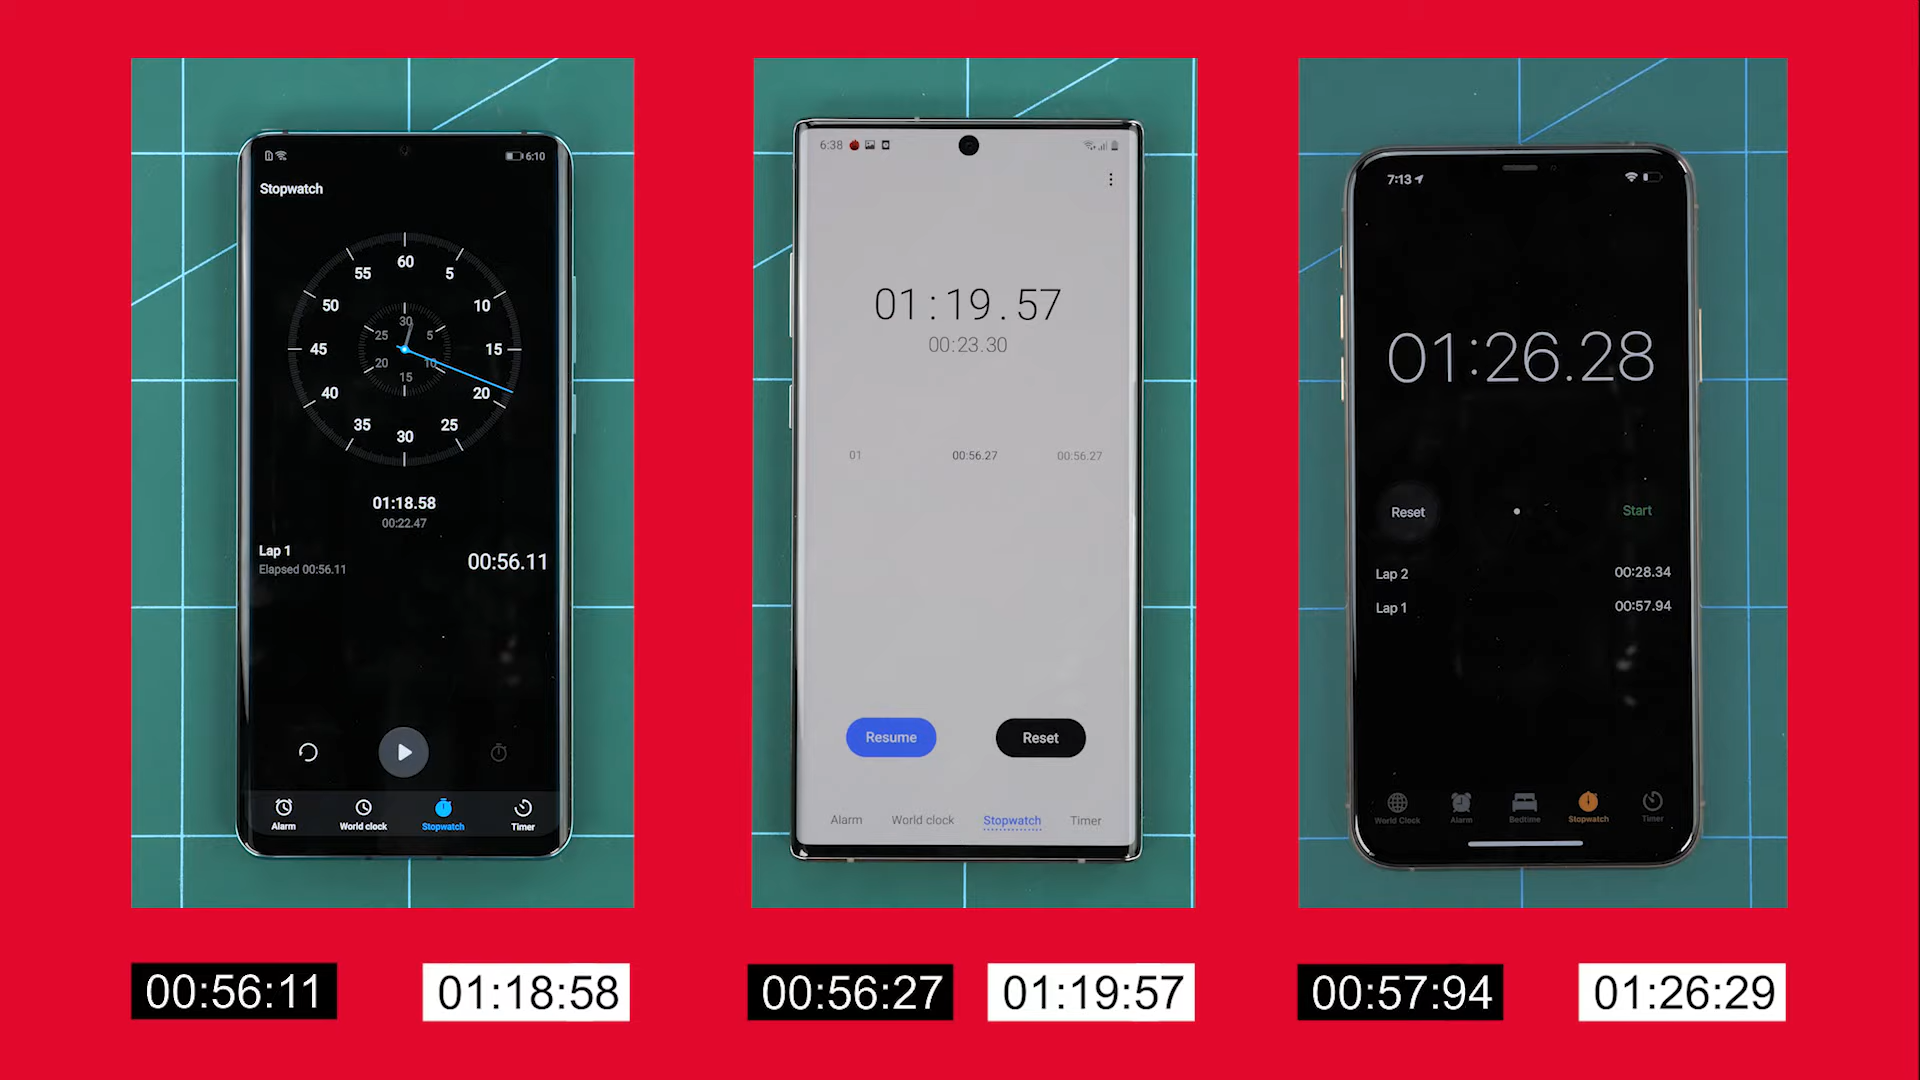 6:10
Stopwatch
60
55
5
50
10
45
15
40
20
35
25
30
30
25
5
20
10
15
01:18.58
00:22.47
Lap 1
00:56.11
Elapsed 00:56.11
Alarm
World clock
Stopwatch
Timer
6:38
01:19.57
00:23.30
01
00:56.27
00:56.27
Resume
Reset
Alarm
World clock
Stopwatch
Timer
7:13
01:26.28
Reset
Start
Lap 2
00:28.34
Lap 1
00:57.94
World Clock
Alarm
Bedtime
Stopwatch
Timer
00:56:11
01:18:58
00:56:27
01:19:57
00:57:94
01:26:29